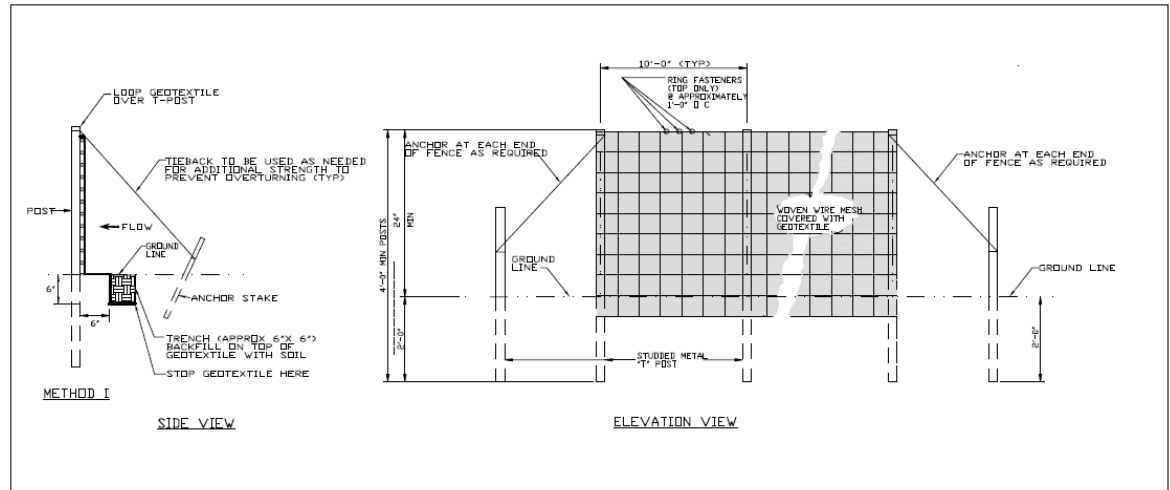 LOOP GEOTEXTILE
OVER T-POST
TIEBACK TO BE USED AS NEEDED
FOR ADDITIONAL STRENGTH TO
PREVENT OVERTURNING (TYP)
POST
FLOW
GROUND
LINE
6"
6"
ANCHOR STAKE
TRENCH (APPROX 6"X 6")
BACKFILL ON TOP OF
GEOTEXTILE WITH SOIL
STOP GEOTEXTILE HERE
METHOD I
SIDE VIEW
10'-0" (TYP)
RING FASTENERS
(TOP ONLY)
@ APPROXIMATELY
1'-0" O C
ANCHOR AT EACH END
OF FENCE AS REQUIRED
ANCHOR AT EACH END
OF FENCE AS REQUIRED
4'-0" MIN POSTS
24"
MIN
WOVEN WIRE MESH
COVERED WITH
GEOTEXTILE
GROUND
LINE
GROUND LINE
2'-0"
2'-0"
STUDDED METAL
"T" POST
ELEVATION VIEW